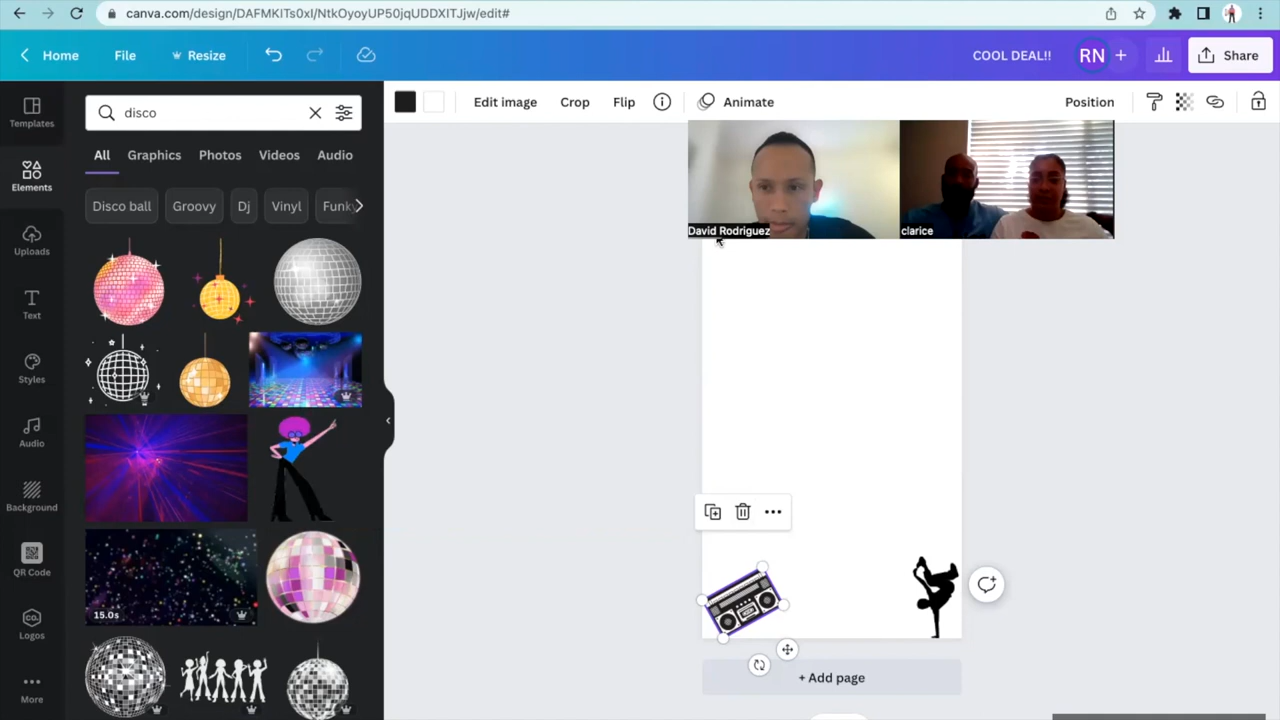 canva.com/design/DAFMKITs0xI/NtkOyoyUP50jqUDDXITJjw/edit#
Home File Resize COOL DEAL!! RN + Share
Templates
Elements
Uploads
Text
Styles
Audio
Background
QR Code
CO.
Logos
More
disco
All Graphics Photos Videos Audio
Disco ball Groovy Dj Vinyl Funk
15.0s
Edit image Crop Flip Animate Position
David Rodriguez clarice
+ Add page